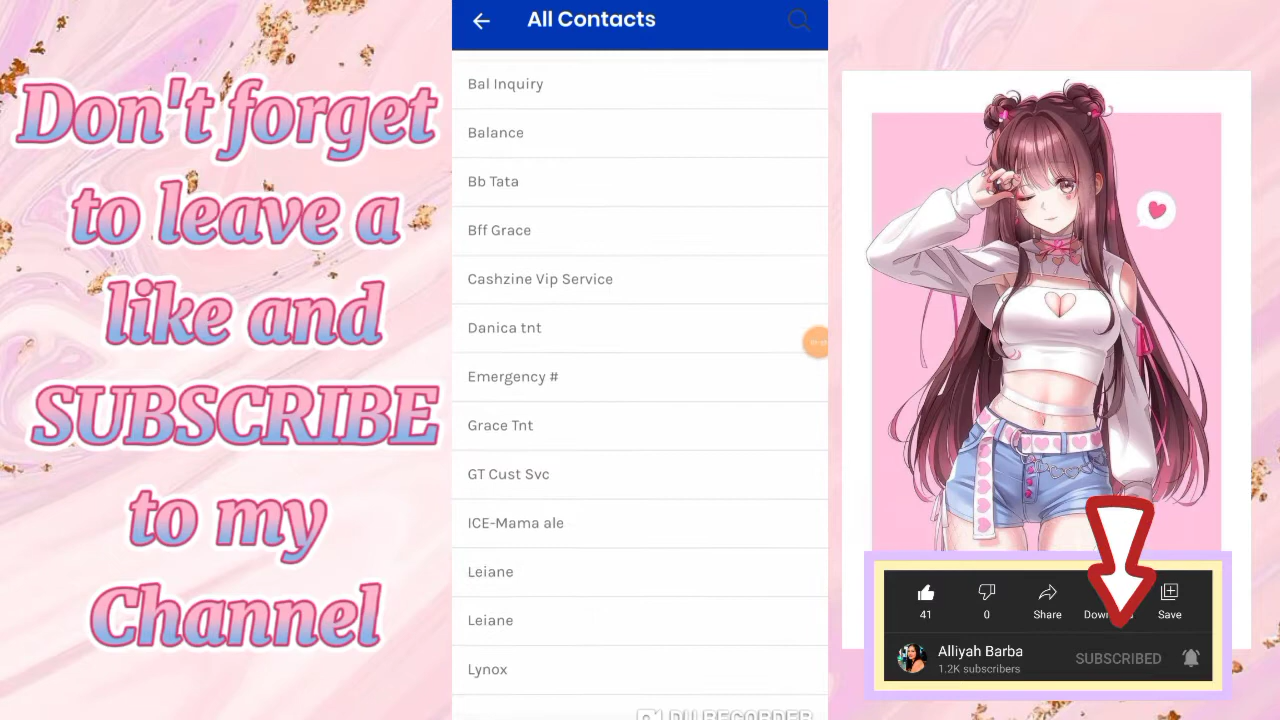 Don't forget
to leave a
like and
SUBSCRIBE
to my
Channel
All Contacts
Bal Inquiry
Balance
Bb Tata
Bff Grace
Cashzine Vip Service
Danica tnt
Emergency #
Grace Tnt
GT Cust Svc
ICE-Mama ale
Leiane
Leiane
Lynox
DU RECORDER
41
0
Share
Save
Alliyah Barba
1.2K subscribers
SUBSCRIBED